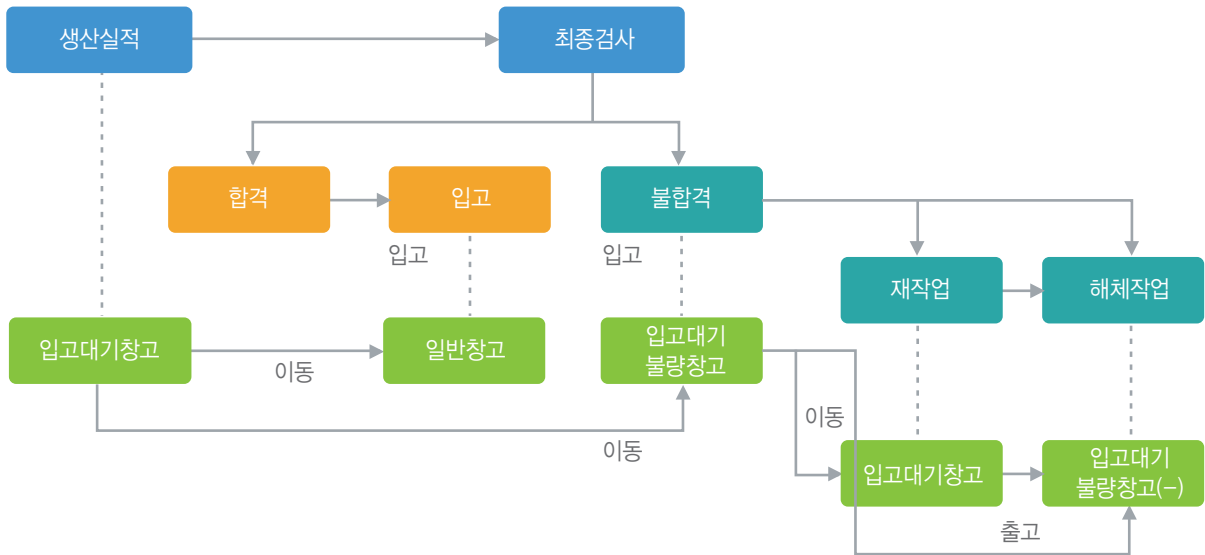 생산실적
최종검사
합격
입고
불합격
입고
입고
재작업
해체작업
입고대기창고
이동
일반창고
입고대기
불량창고
이동
이동
입고대기창고
입고대기
불량창고(−)
출고